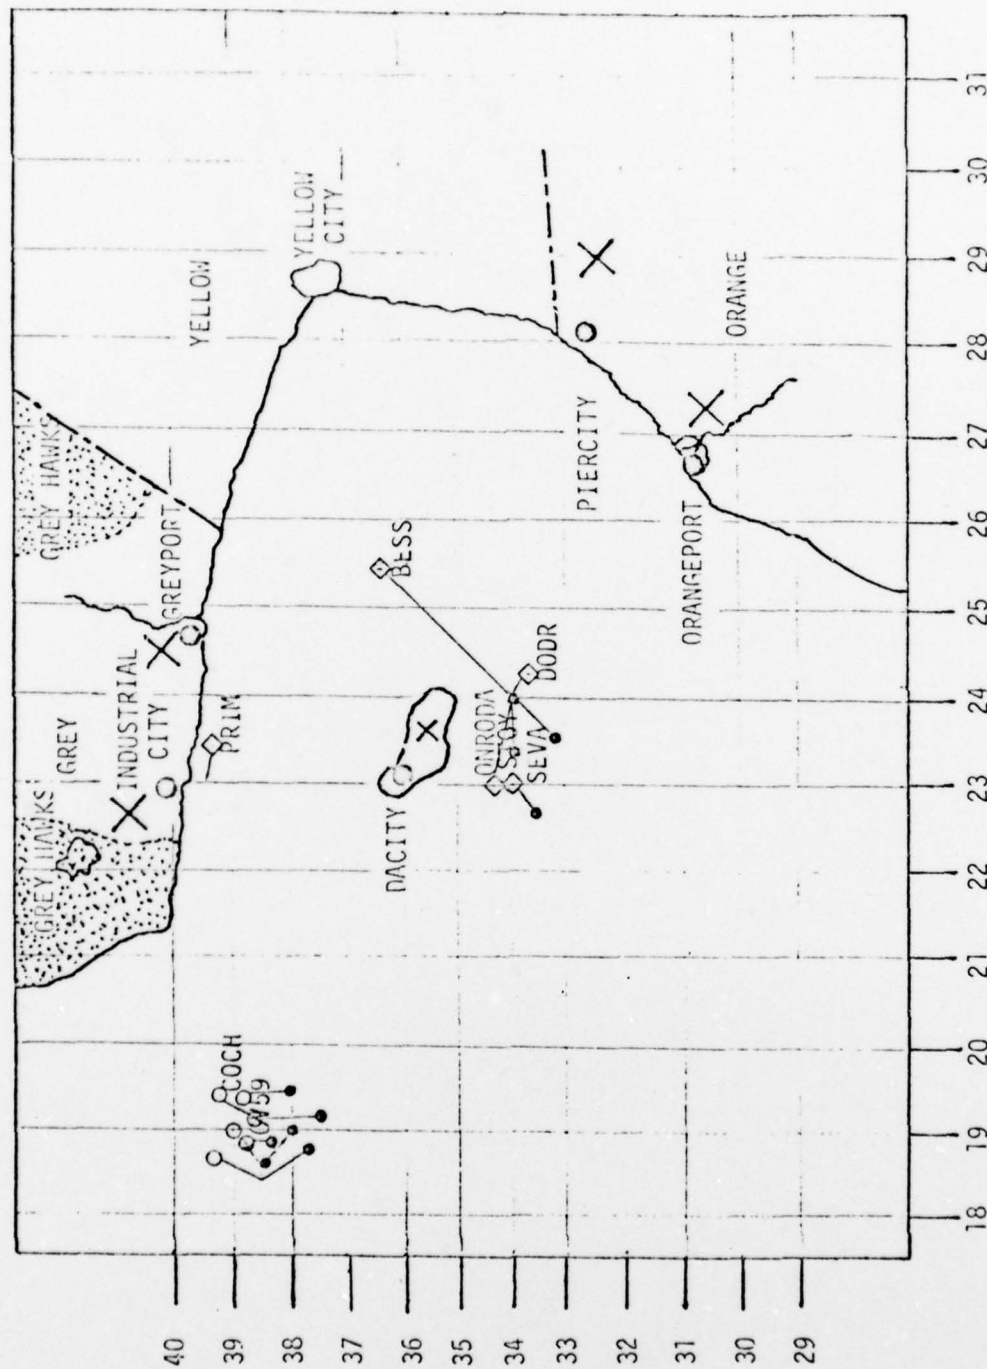 GREY HAWKS
GREY
INDUSTRIAL
CITY
PRIM
GREYPORT
GREY HAWKS
YELLOW
YELLOW
CITY
COCH
DACITY
BESS
ONRODA
SEVA
DODR
PIERCITY
ORANGEPORT
ORANGE
40
39
38
37
36
35
34
33
32
31
30
29
18
19
20
21
22
23
24
25
26
27
28
29
30
31